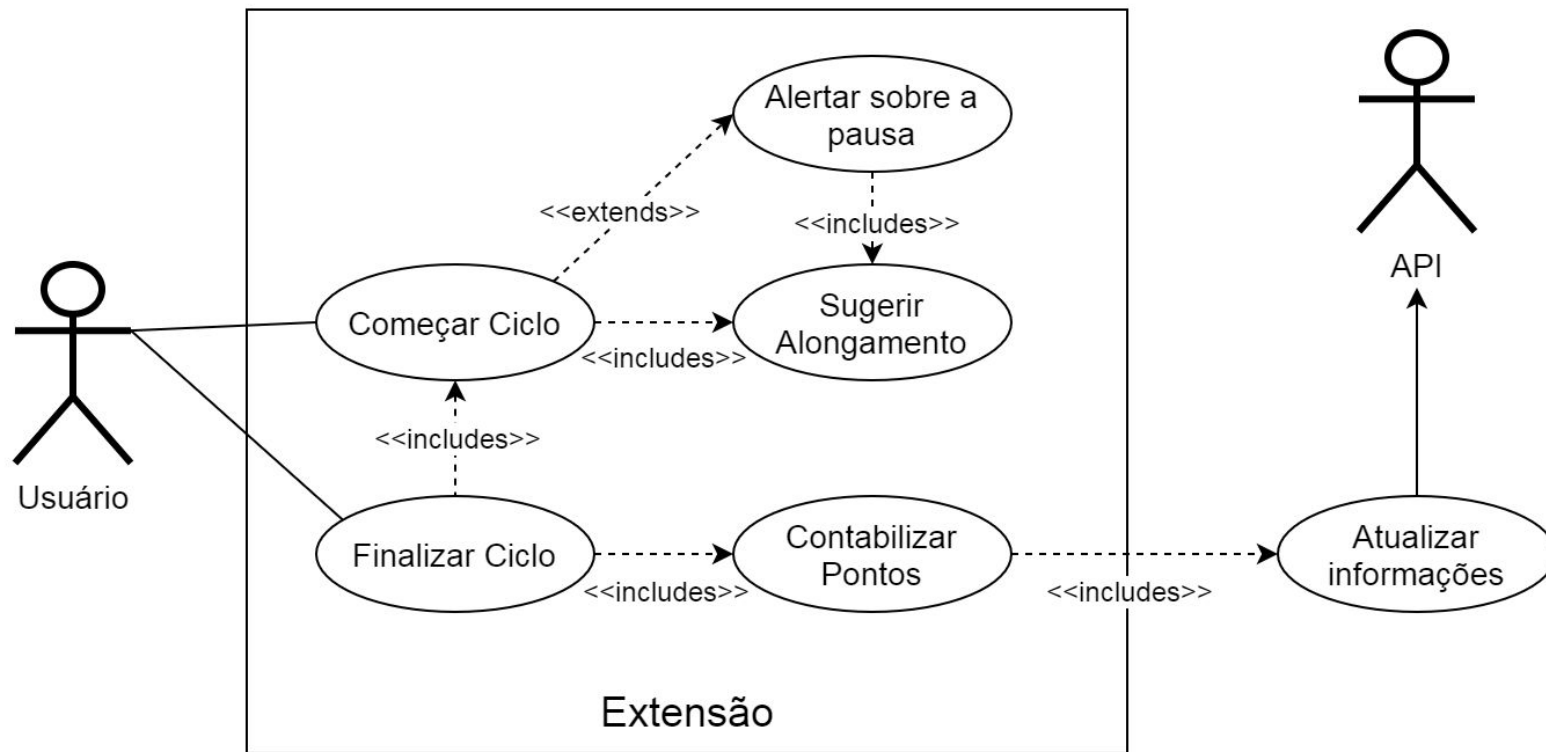 Alertar sobre a
pausa
<<extends>>
<<includes>>
API
Começar Ciclo
Sugerir
Alongamento
<<includes>>
<<includes>>
Usuário
Finalizar Ciclo
Contabilizar
Pontos
Atualizar
informações
<<includes>>
<<includes>>
Extensão